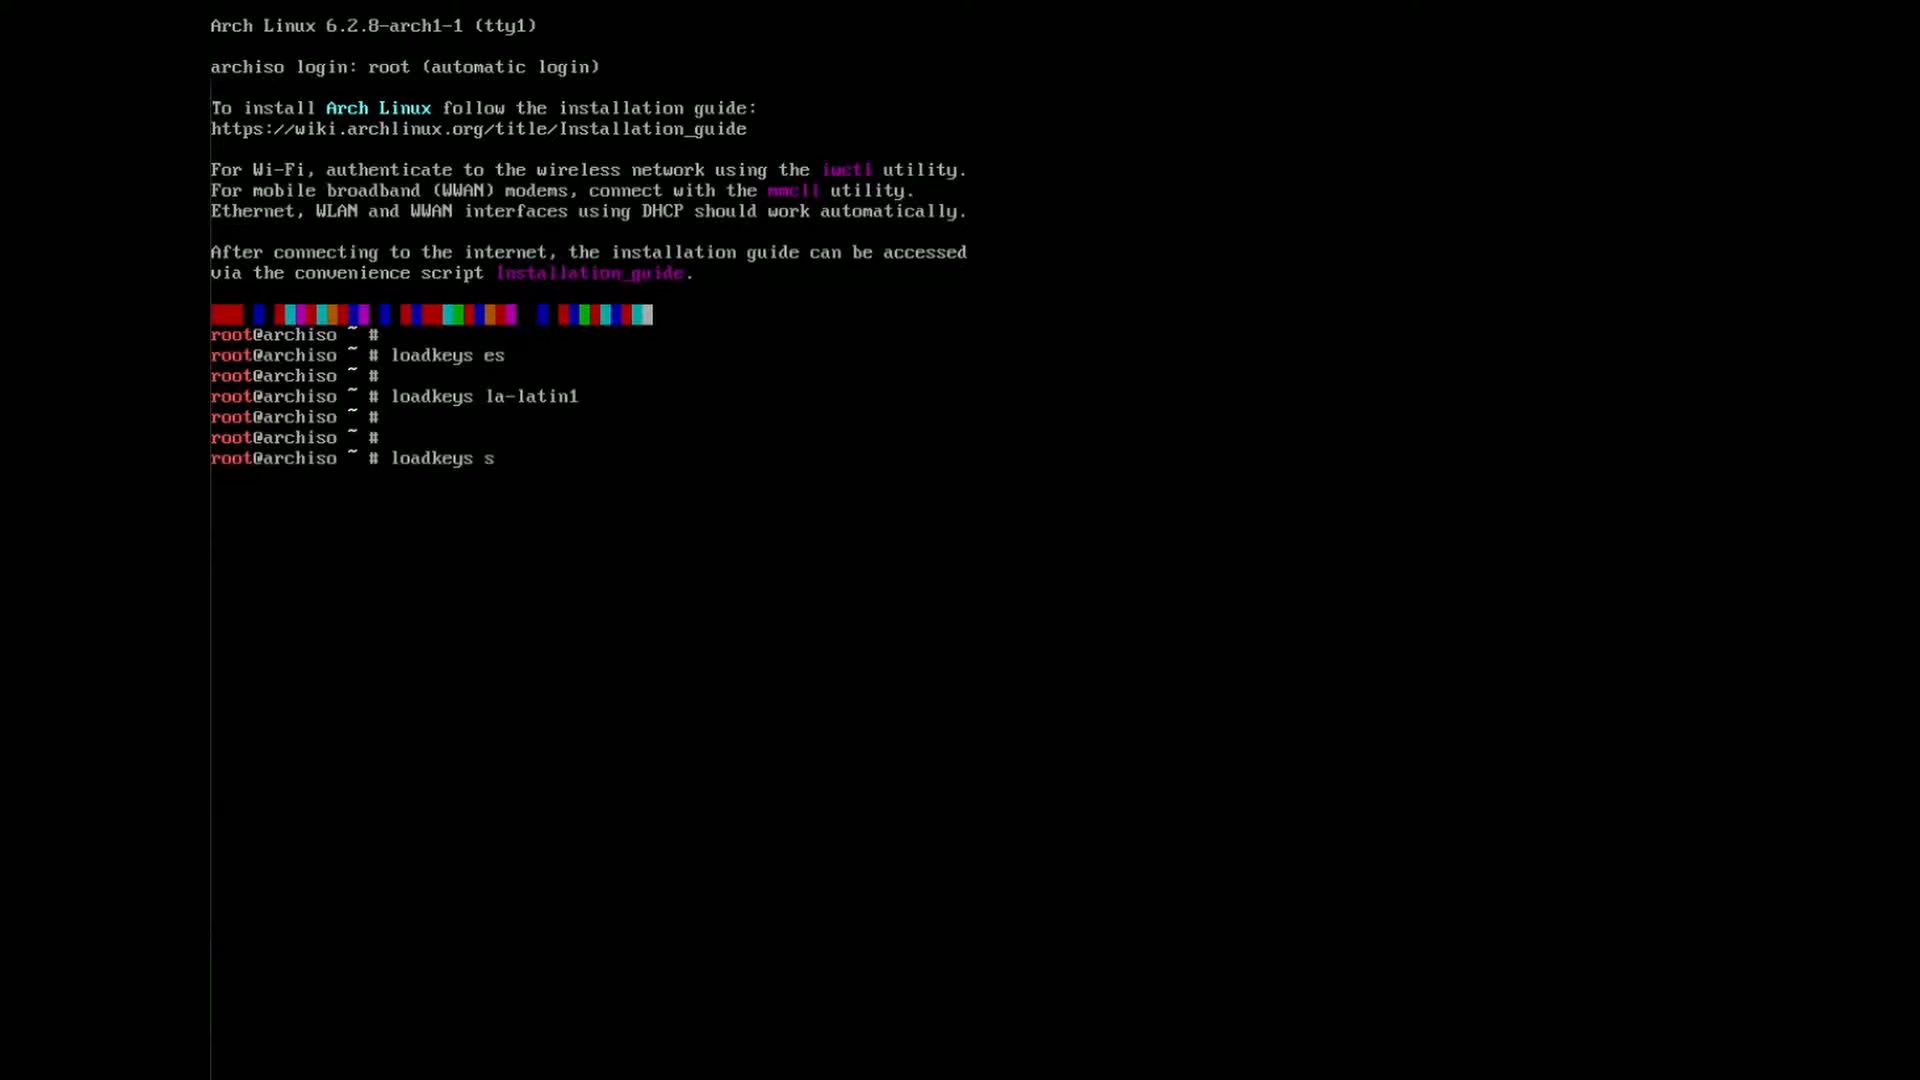 Arch Linux 6.2.8-arch1-1 (tty1)
archiso login: root (automatic login)
To install Arch Linux follow the installation guide:
https://wiki.archlinux.org/title/Installation_guide
For Wi-Fi, authenticate to the wireless network using the iwctl utility.
For mobile broadband (WWAN) modems, connect with the mmcli utility.
Ethernet, WLAN and WWAN interfaces using DHCP should work automatically.
After connecting to the internet, the installation guide can be accessed
via the convenience script Installation_guide.
root@archiso ~ #
root@archiso ~ # loadkeys es
root@archiso ~ #
root@archiso ~ # loadkeys la-latin1
root@archiso ~ #
root@archiso ~ #
root@archiso ~ # loadkeys s